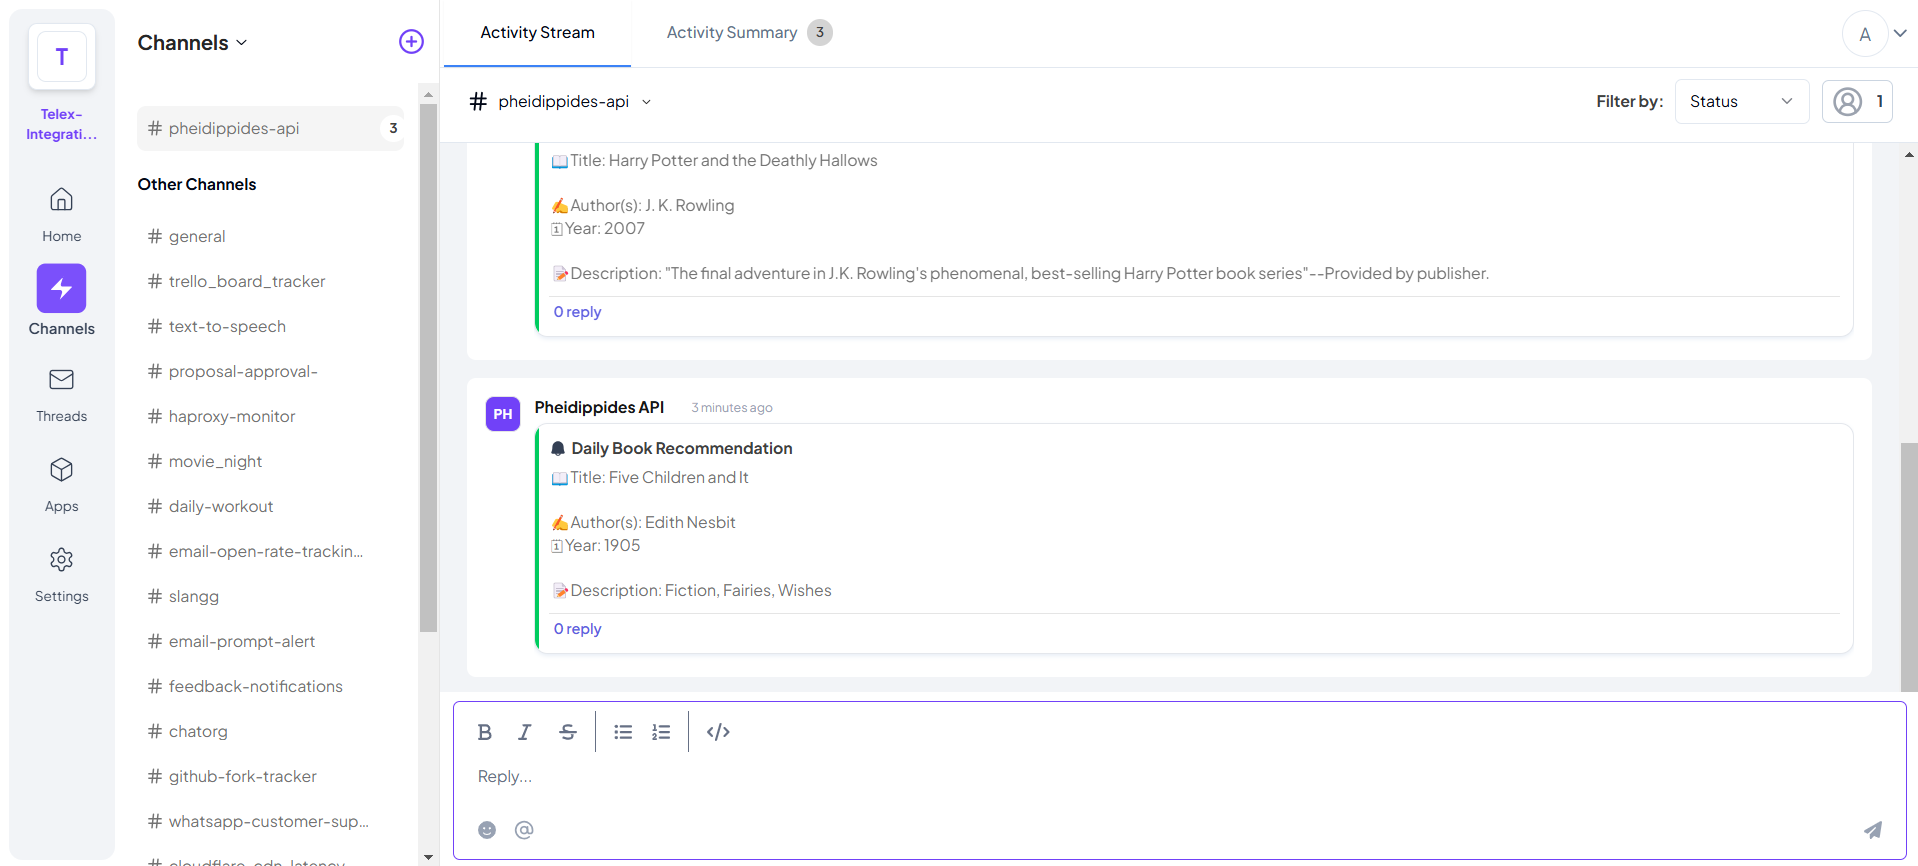 T
Telex-
Integrati...
Home
Channels
Threads
Apps
Settings
Channels
# pheidippides-api 3
Other Channels
# general
# trello_board_tracker
# text-to-speech
# proposal-approval-
# haproxy-monitor
# movie_night
# daily-workout
# email-open-rate-trackin...
# slangg
# email-prompt-alert
# feedback-notifications
# chatorg
# github-fork-tracker
# whatsapp-customer-sup...
# cloudflare_cdn_latency
Activity Stream
Activity Summary 3
A
# pheidippides-api
Filter by: Status 1
📖Title: Harry Potter and the Deathly Hallows
✍Author(s): J. K. Rowling
🗓Year: 2007
📝Description: "The final adventure in J.K. Rowling's phenomenal, best-selling Harry Potter book series"--Provided by publisher.
0 reply
PH
Pheidippides API 3 minutes ago
🔔 Daily Book Recommendation
📖Title: Five Children and It
✍Author(s): Edith Nesbit
🗓Year: 1905
📝Description: Fiction, Fairies, Wishes
0 reply
B I S </>
Reply...
@